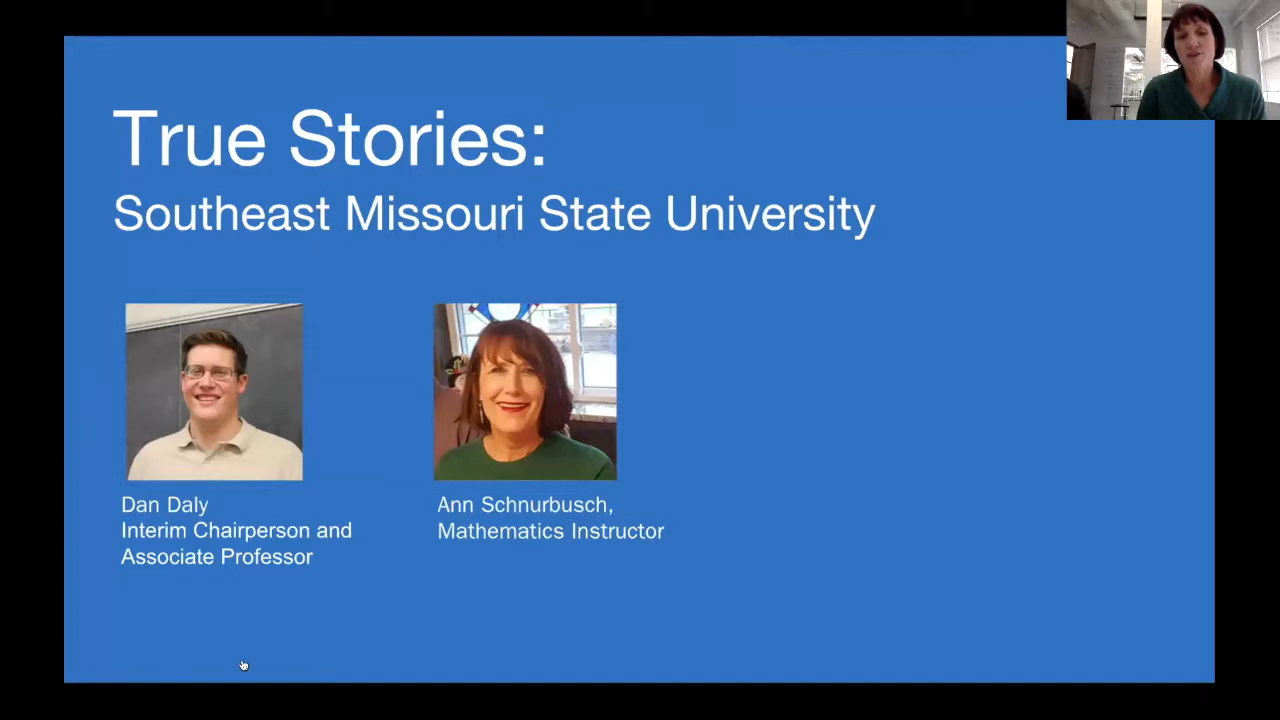 True Stories:
Southeast Missouri State University
Dan Daly
Interim Chairperson and
Associate Professor
Ann Schnurbusch,
Mathematics Instructor